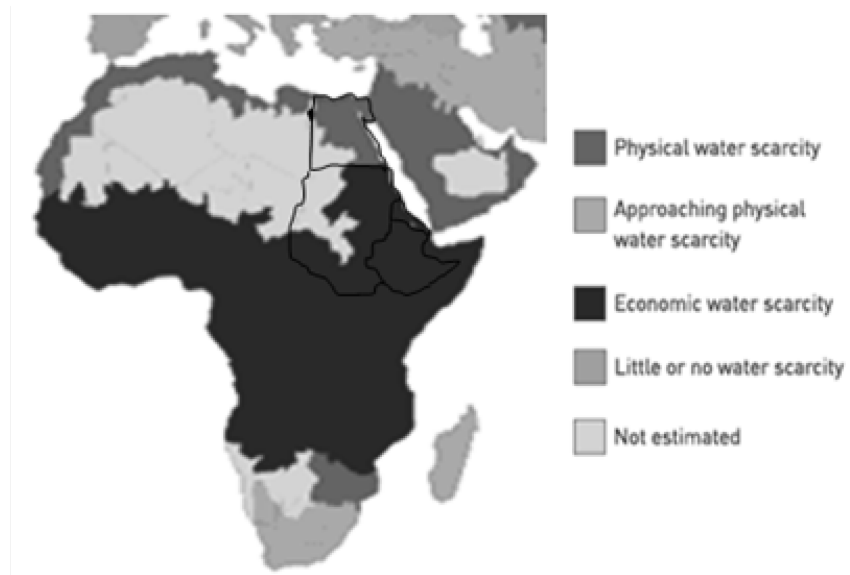 Physical water scarcity
Approaching physical
water scarcity
Economic water scarcity
Little or no water scarcity
Not estimated